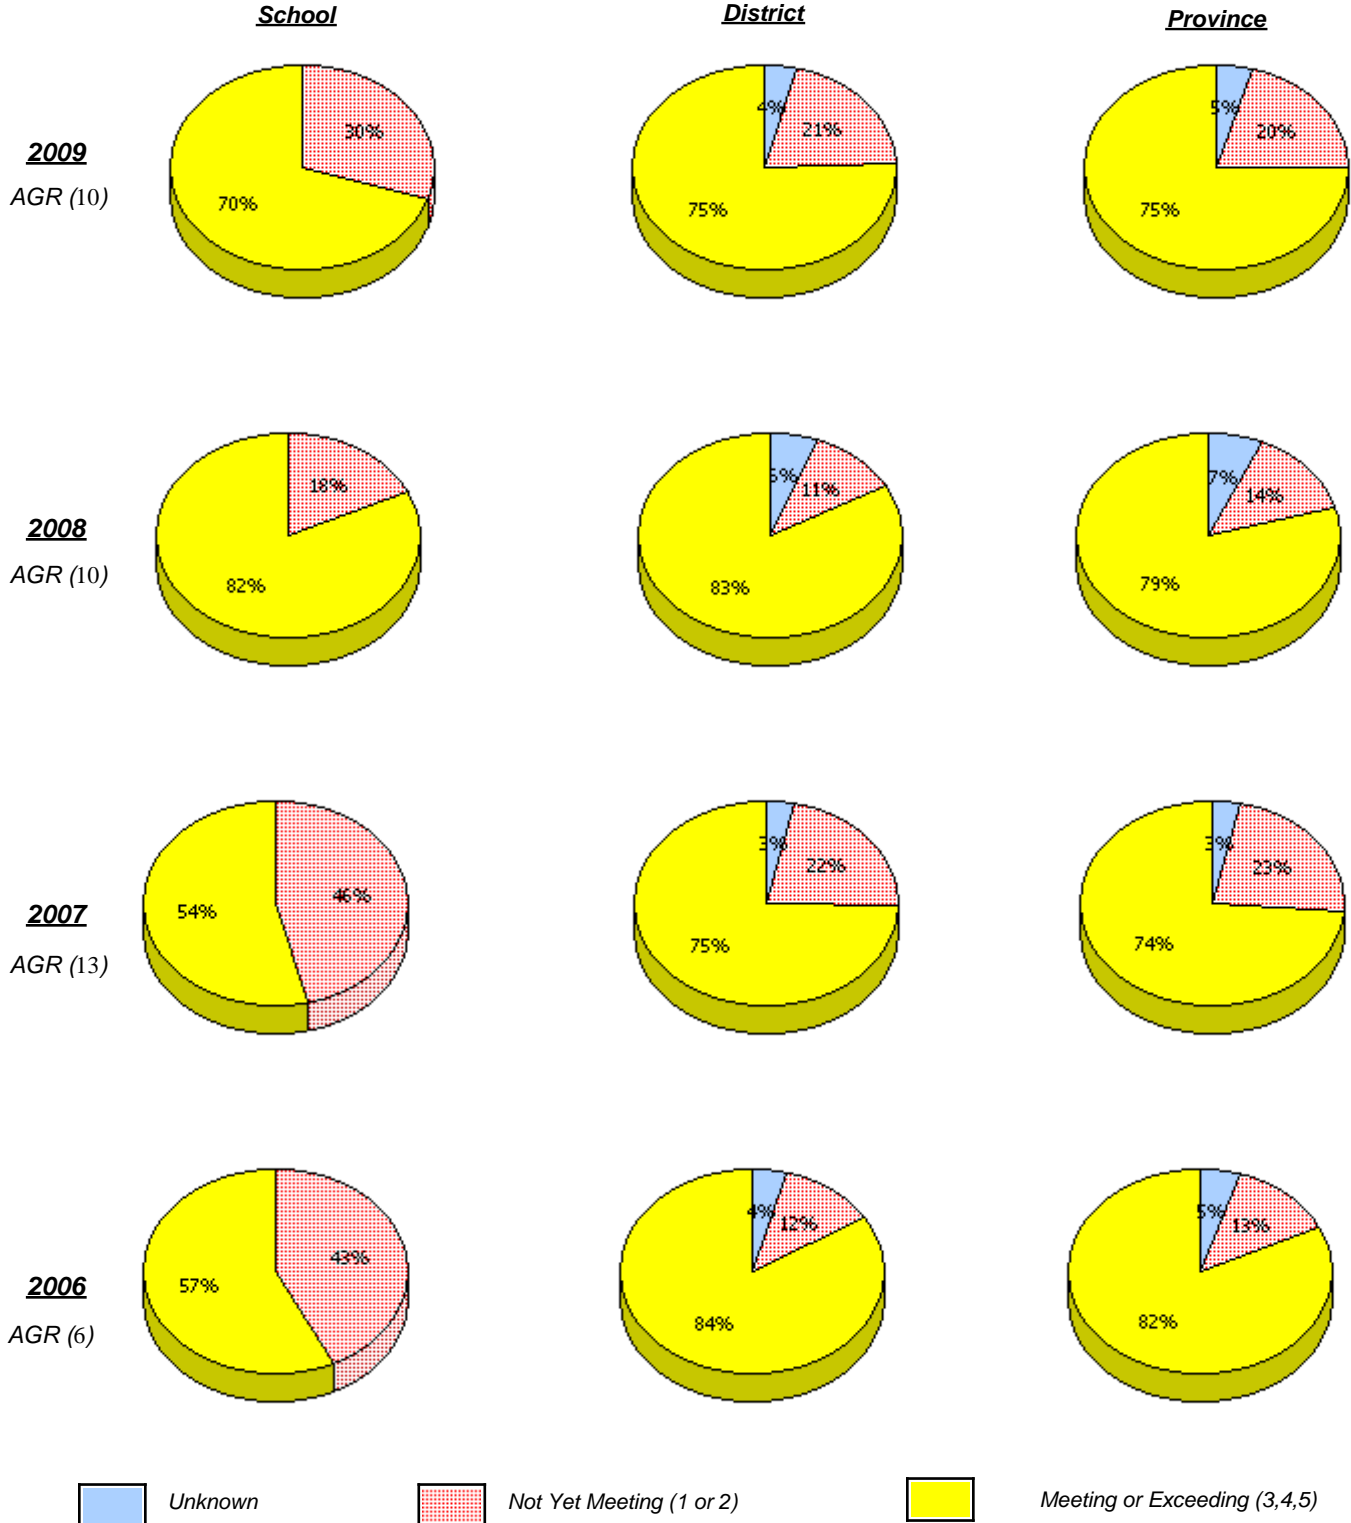 School District Province
30% 70%
4% 21% 75%
5% 20% 75%
2009
AGR (10)
18% 82%
11% 83%
7% 14% 79%
2008
AGR (10)
46% 54%
3% 22% 75%
3% 23% 74%
2007
AGR (13)
43% 57%
4% 12% 84%
5% 13% 82%
2006
AGR (6)
Unknown Not Yet Meeting (1 or 2) Meeting or Exceeding (3,4,5)